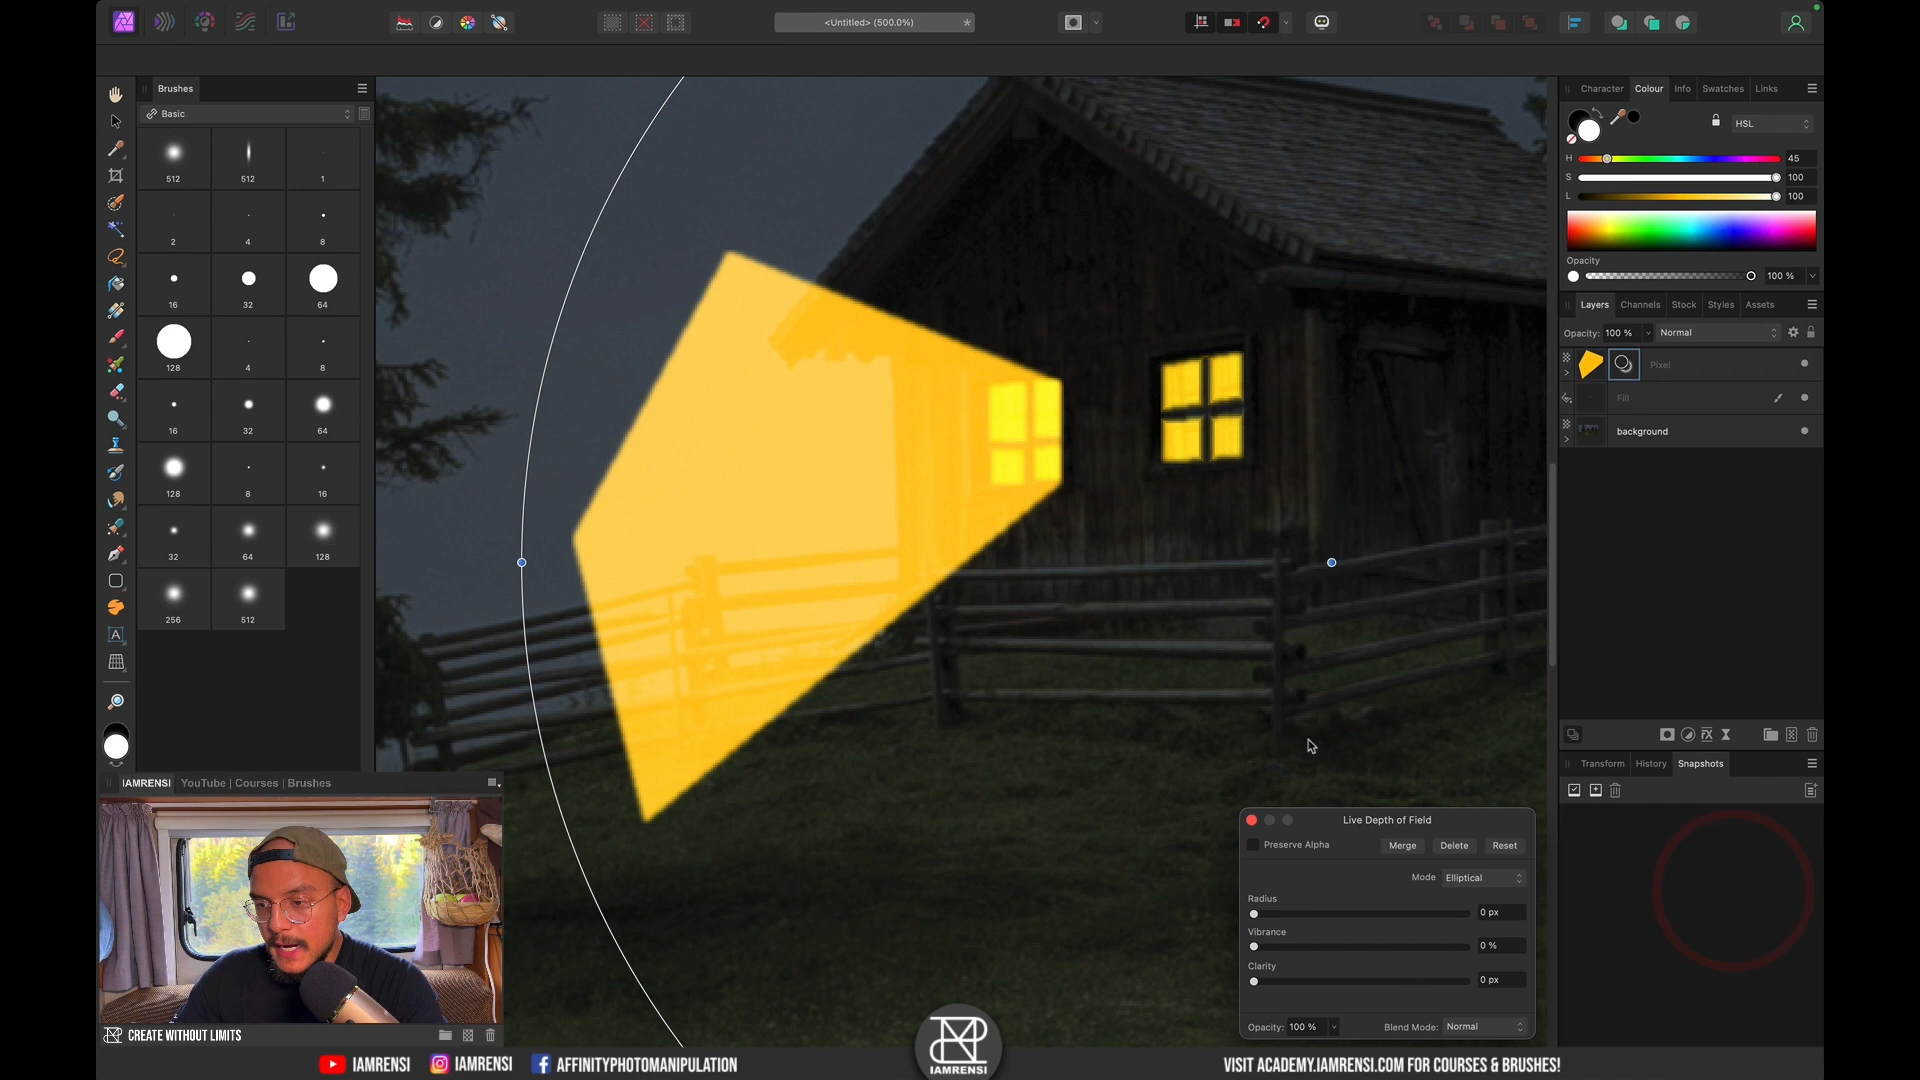 <Untitled> (500.0%)
*
Brushes
Basic
512
512
1
2
4
8
16
32
64
128
4
8
16
32
64
128
8
16
32
64
128
256
512
Character
Colour
Info
Swatches
Links
HSL
H
45
S
100
L
100
Opacity
100 %
Layers
Channels
Stock
Styles
Assets
Opacity: 100 %
Normal
Pixel
Fill
background
Transform
History
Snapshots
Live Depth of Field
Preserve Alpha
Merge
Delete
Reset
Mode
Elliptical
Radius
0 px
Vibrance
0 %
Clarity
0 px
Opacity: 100 %
Blend Mode: Normal
IAMRENSI
YouTube | Courses | Brushes
CREATE WITHOUT LIMITS
IAMRENSI
IAMRENSI
AFFINITYPHOTOMANIPULATION
IAMRENSI
VISIT ACADEMY.IAMRENSI.COM FOR COURSES & BRUSHES!